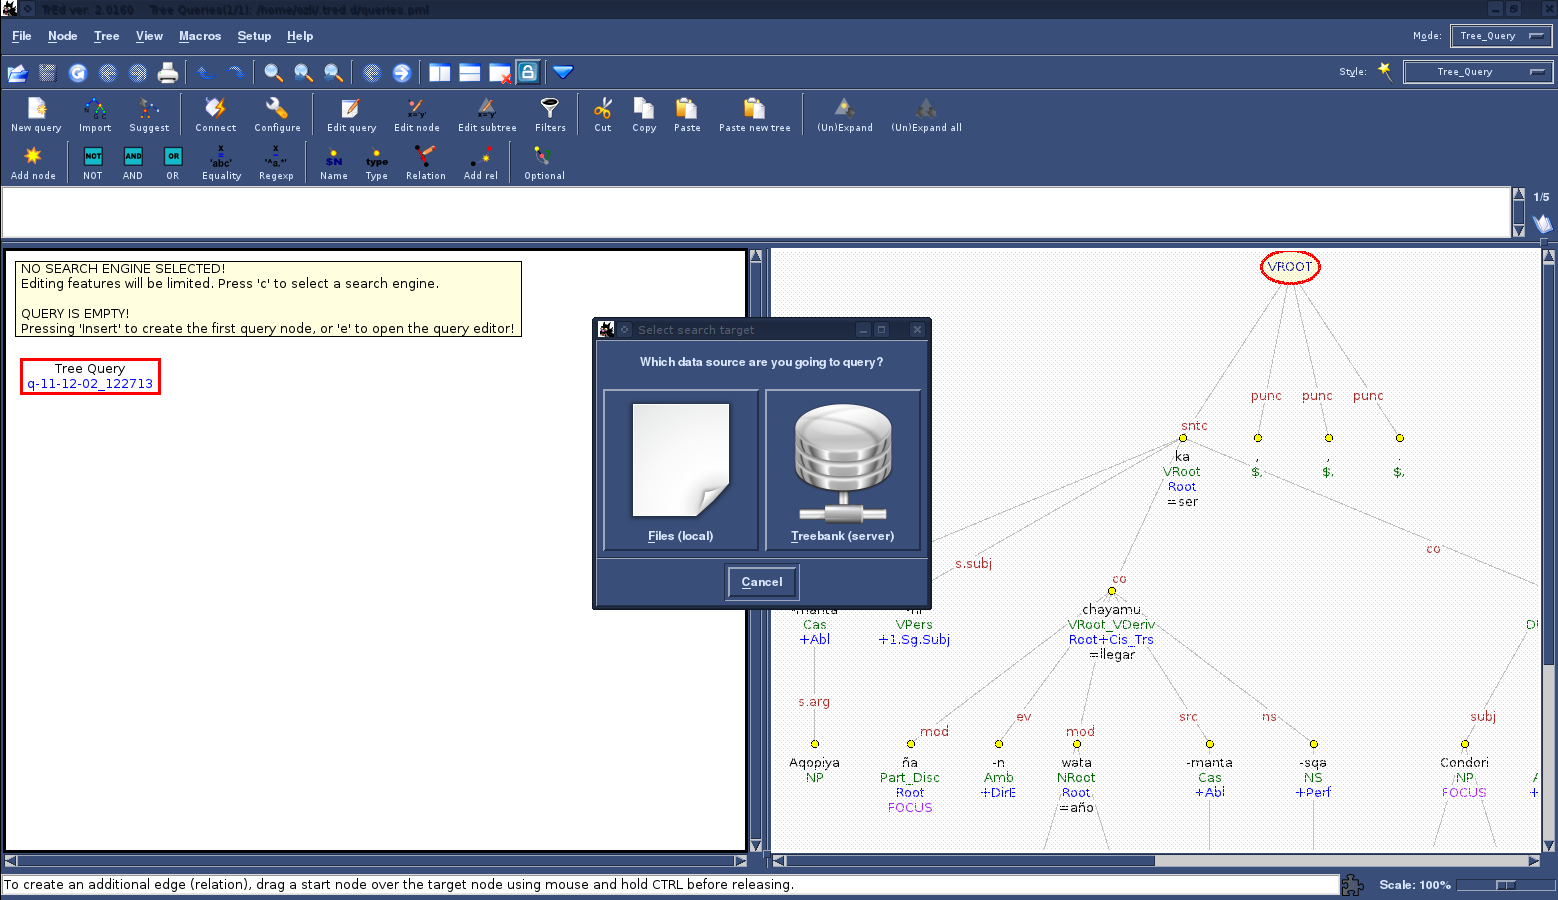 TrEd ver. 2.0160 Tree Queries(1/1): /home/ozli/.tred.d/queries.pml
File Node Tree View Macros Setup Help
Mode: Tree_Query
Style: Tree_Query
New query Import Suggest Connect Configure Edit query Edit node Edit subtree Filters Cut Copy Paste Paste new tree (Un)Expand (Un)Expand all
NOT AND OR x = 'abc' x ~ '^a.*' $N type
Add node NOT AND OR Equality Regexp Name Type Relation Add rel Optional
1/5
NO SEARCH ENGINE SELECTED!
Editing features will be limited. Press 'c' to select a search engine.
QUERY IS EMPTY!
Pressing 'Insert' to create the first query node, or 'e' to open the query editor!
Tree Query
q-11-12-02_122713
Select search target
Which data source are you going to query?
Files (local) Treebank (server)
Cancel
VROOT
punc punc punc
sntc
ka , , .
VRoot $, $, $.
Root
=ser
s.subj co
co
-manta chayamu
Cas VPers VRoot_VDeriv
+Abl +1.Sg.Subj Root+Cis_Trs
=llegar
s.arg
mod ev mod src ns subj
Aqopiya ña -n wata -manta -sqa Condori
NP Part_Disc Amb NRoot Cas NS NP
Root +DirE Root +Abl +Perf FOCUS
FOCUS =año
To create an additional edge (relation), drag a start node over the target node using mouse and hold CTRL before releasing.
Scale: 100%